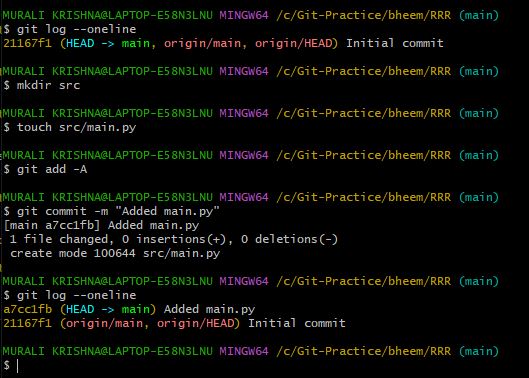 MURALI KRISHNA@LAPTOP-E58N3LNU MINGW64 /c/Git-Practice/bheem/RRR (main)
$ git log --oneline
21167f1 (HEAD -> main, origin/main, origin/HEAD) Initial commit
MURALI KRISHNA@LAPTOP-E58N3LNU MINGW64 /c/Git-Practice/bheem/RRR (main)
$ mkdir src
MURALI KRISHNA@LAPTOP-E58N3LNU MINGW64 /c/Git-Practice/bheem/RRR (main)
$ touch src/main.py
MURALI KRISHNA@LAPTOP-E58N3LNU MINGW64 /c/Git-Practice/bheem/RRR (main)
$ git add -A
MURALI KRISHNA@LAPTOP-E58N3LNU MINGW64 /c/Git-Practice/bheem/RRR (main)
$ git commit -m "Added main.py"
[main a7cc1fb] Added main.py
 1 file changed, 0 insertions(+), 0 deletions(-)
 create mode 100644 src/main.py
MURALI KRISHNA@LAPTOP-E58N3LNU MINGW64 /c/Git-Practice/bheem/RRR (main)
$ git log --oneline
a7cc1fb (HEAD -> main) Added main.py
21167f1 (origin/main, origin/HEAD) Initial commit
MURALI KRISHNA@LAPTOP-E58N3LNU MINGW64 /c/Git-Practice/bheem/RRR (main)
$